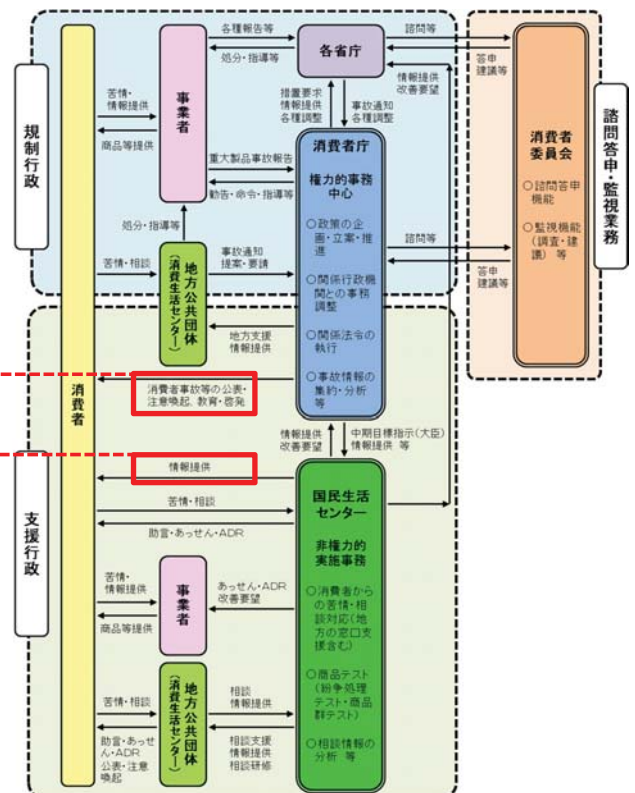 規制行政
支援行政
諮問答申・監視業務
消費者
事業者
各種報告等
処分・指導等
各省庁
諮問等
答申
建議等
情報提供
改善要望
苦情・
情報提供
商品等提供
措置要求
情報提供
各種調整
事故通知
各種調整
重大製品事故報告
勧告・命令・指導等
処分・指導等
消費者庁
権力的事務
中心
○政策の企
画・立案・推
進
○関係行政機
関との事務
調整
○関係法令の
執行
○事故情報の
集約・分析
等
消費者
委員会
○諮問答申
機能
○監視機能
(調査・建
議)等
諮問等
答申
建議等
苦情・相談
地方公共団体
(消費生活センター)
事故通知
提案・要請
地方支援
情報提供
消費者事故等の公表・
注意喚起、教育・啓発
情報提供
改善要望
中期目標指示(大臣)
情報提供 等
情報提供
苦情・相談
助言・あっせん・ADR
国民生活
センター
非権力的
実施事務
○消費者から
の苦情・相
談対応(地
方の窓口支
援含む)
○商品テスト
(紛争処理
テスト・商品
群テスト)
○相談情報の
分析 等
苦情・
情報提供
商品等提供
事業者
あっせん・ADR
改善要望
苦情・相談
助言・あっせ
ん・ADR
公表・注意
喚起
地方公共団体
(消費生活センター)
相談
情報提供
相談支援
情報提供
相談研修